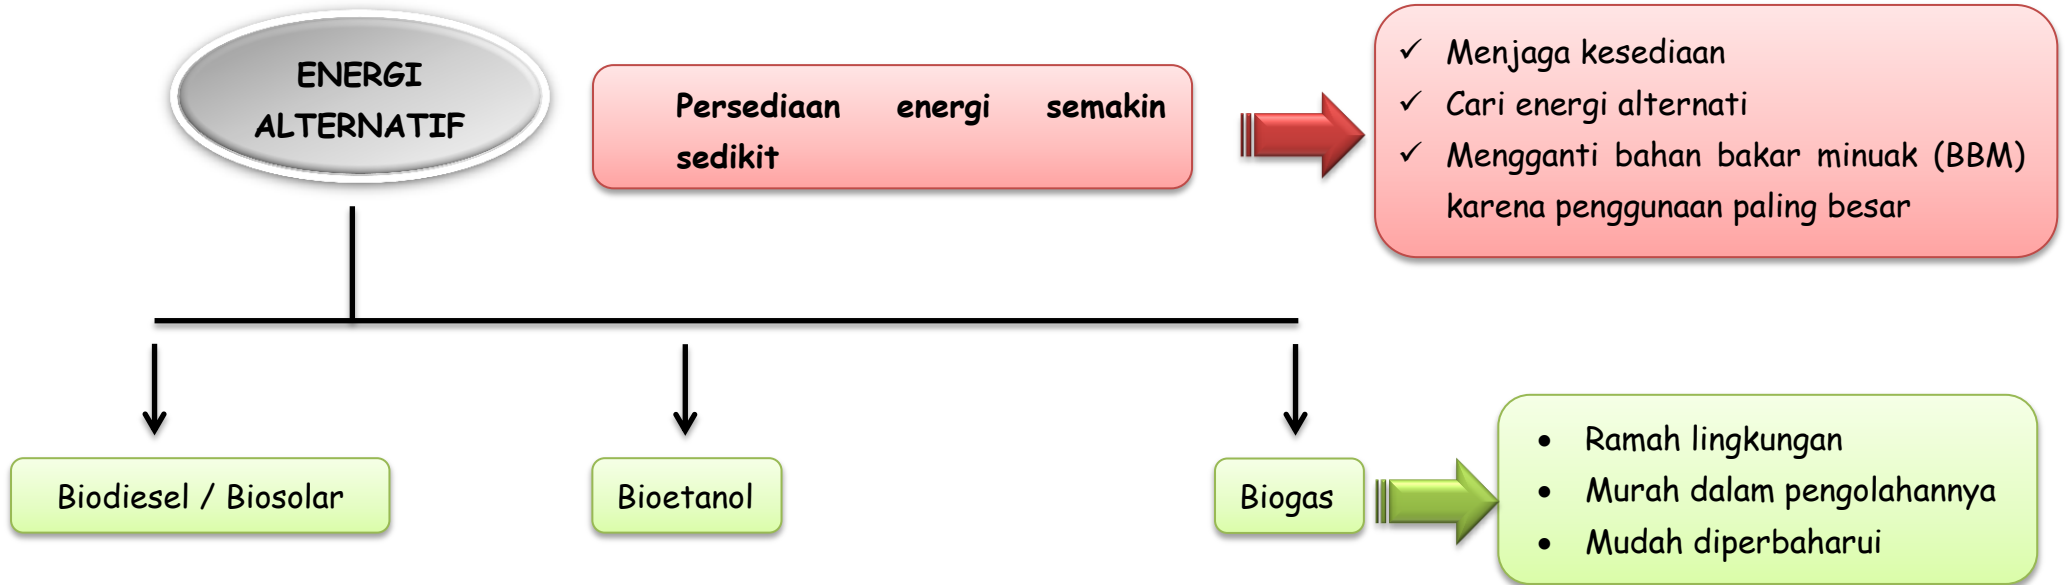 ENERGI
ALTERNATIF
Persediaan energi semakin
sedikit
✓ Menjaga kesediaan
✓ Cari energi alternati
✓ Mengganti bahan bakar minuak (BBM)
karena penggunaan paling besar
Biodiesel / Biosolar
Bioetanol
Biogas
• Ramah lingkungan
• Murah dalam pengolahannya
• Mudah diperbaharui